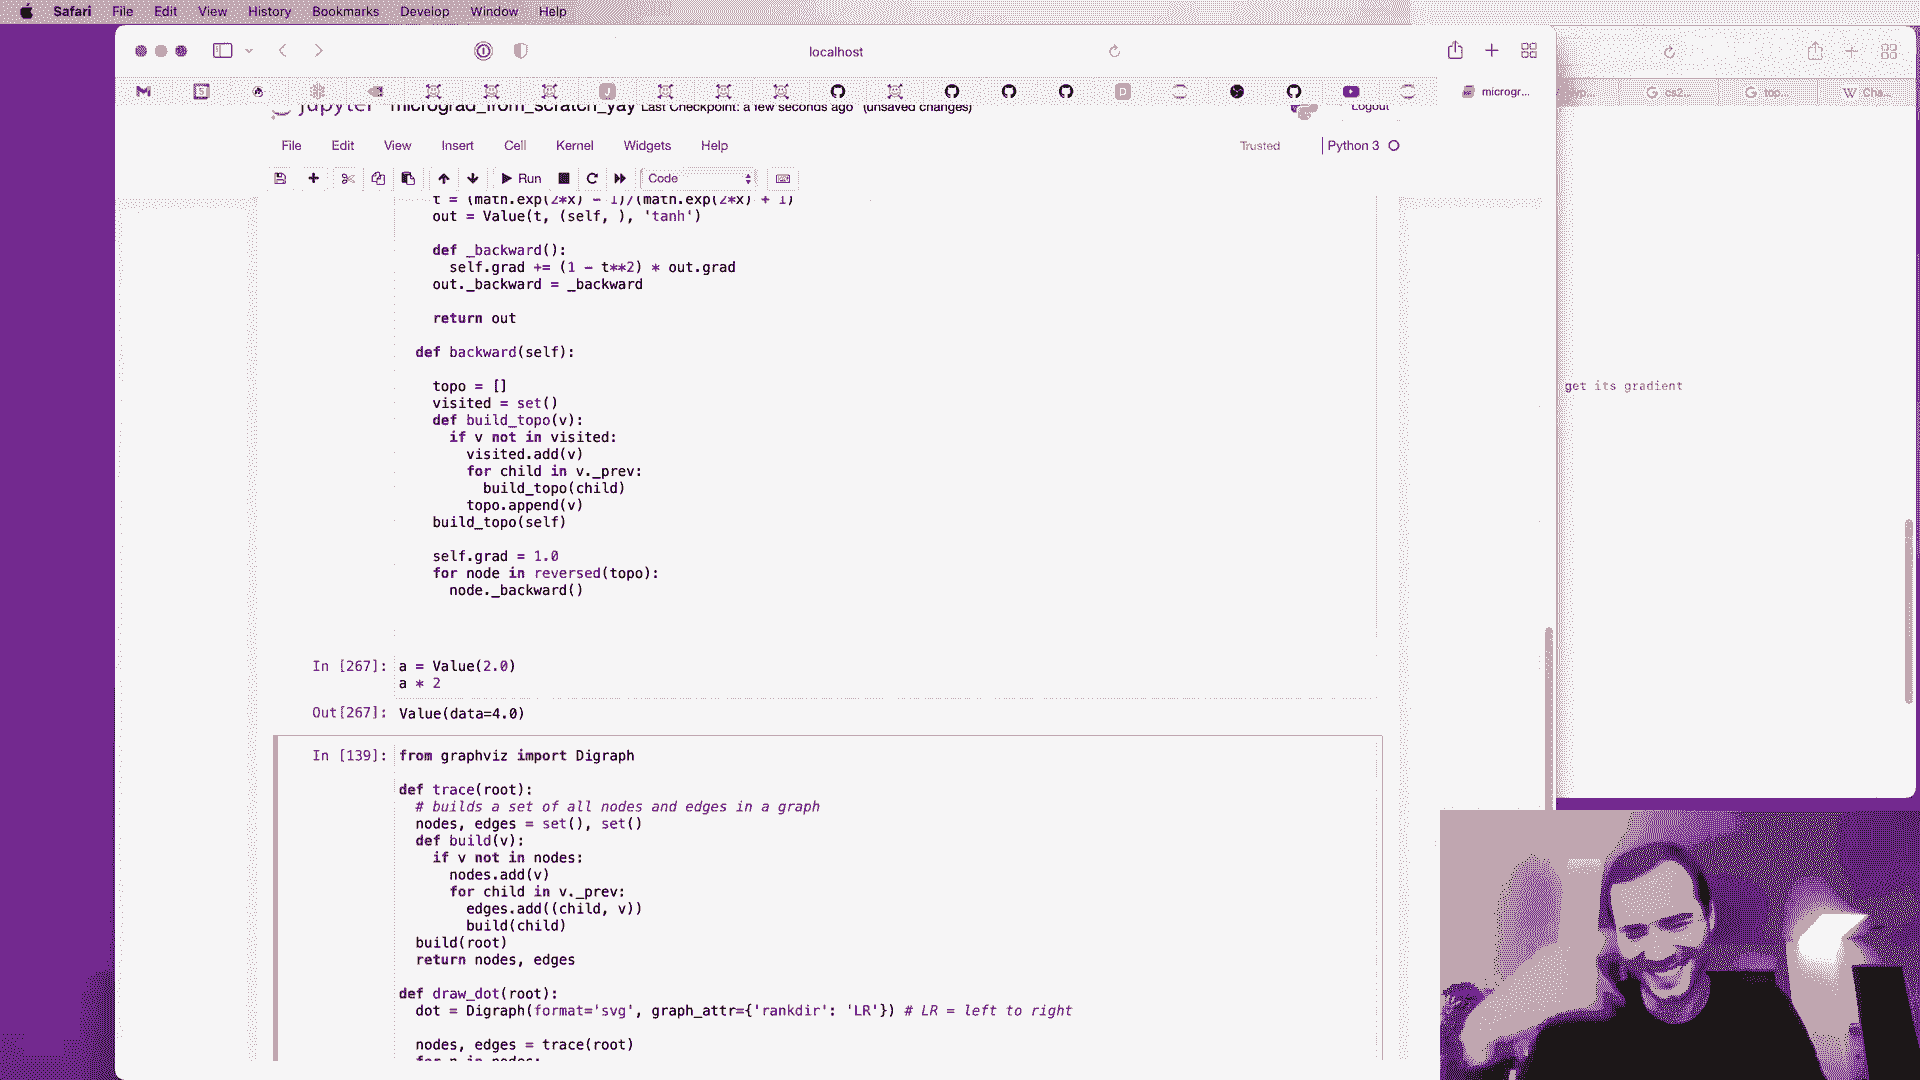 Safari File Edit View History Bookmarks Develop Window Help
localhost
microgr...
cs2...
top...
W Cha...
jupyter micrograd_from_scratch_yay Last Checkpoint: a few seconds ago (unsaved changes)
Logout
File Edit View Insert Cell Kernel Widgets Help
Trusted
Python 3
Run
Code
t = (math.exp(2*x) - 1)/(math.exp(2*x) + 1)
out = Value(t, (self, ), 'tanh')
def _backward():
self.grad += (1 - t**2) * out.grad
out._backward = _backward
return out
def backward(self):
topo = []
visited = set()
def build_topo(v):
if v not in visited:
visited.add(v)
for child in v._prev:
build_topo(child)
topo.append(v)
build_topo(self)
self.grad = 1.0
for node in reversed(topo):
node._backward()
get its gradient
In [267]: a = Value(2.0)
a * 2
Out[267]: Value(data=4.0)
In [139]: from graphviz import Digraph
def trace(root):
# builds a set of all nodes and edges in a graph
nodes, edges = set(), set()
def build(v):
if v not in nodes:
nodes.add(v)
for child in v._prev:
edges.add((child, v))
build(child)
build(root)
return nodes, edges
def draw_dot(root):
dot = Digraph(format='svg', graph_attr={'rankdir': 'LR'}) # LR = left to right
nodes, edges = trace(root)
for n in nodes: